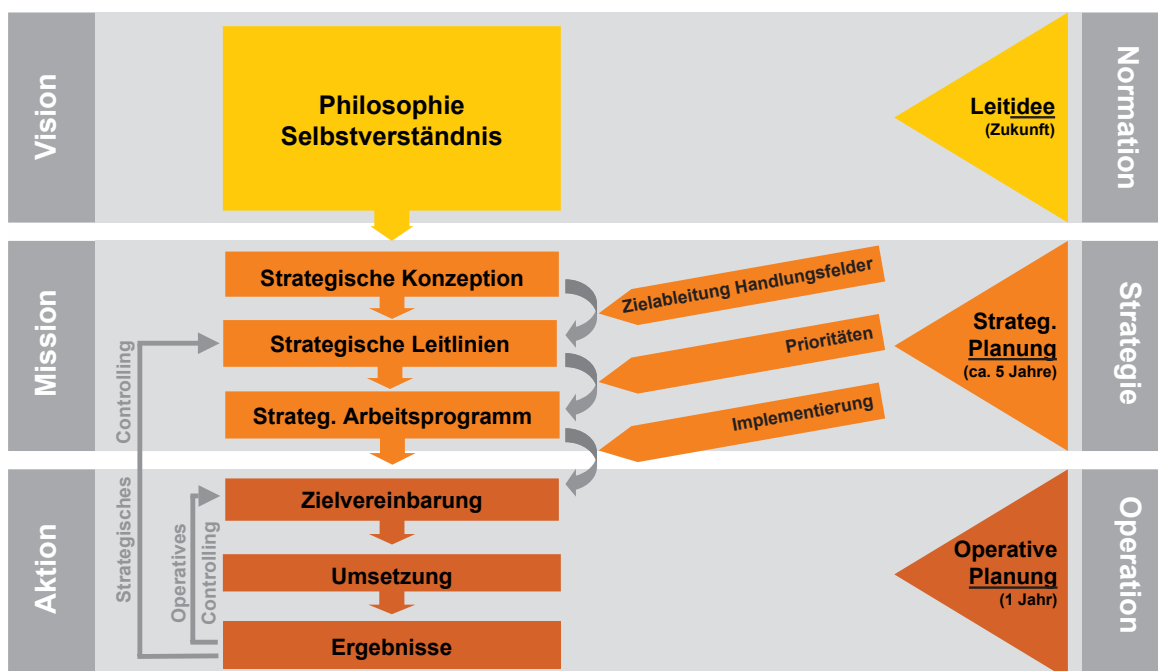 Vision
Philosophie
Selbstverständnis
Leitidee
(Zukunft)
Normation
Mission
Strategische Konzeption
Zielableitung Handlungsfelder
Strategische Leitlinien
Prioritäten
Strateg. Arbeitsprogramm
Implementierung
Strateg.
Planung
(ca. 5 Jahre)
Strategie
Aktion
Strategisches Controlling
Operatives
Controlling
Zielvereinbarung
Umsetzung
Ergebnisse
Operative
Planung
(1 Jahr)
Operation